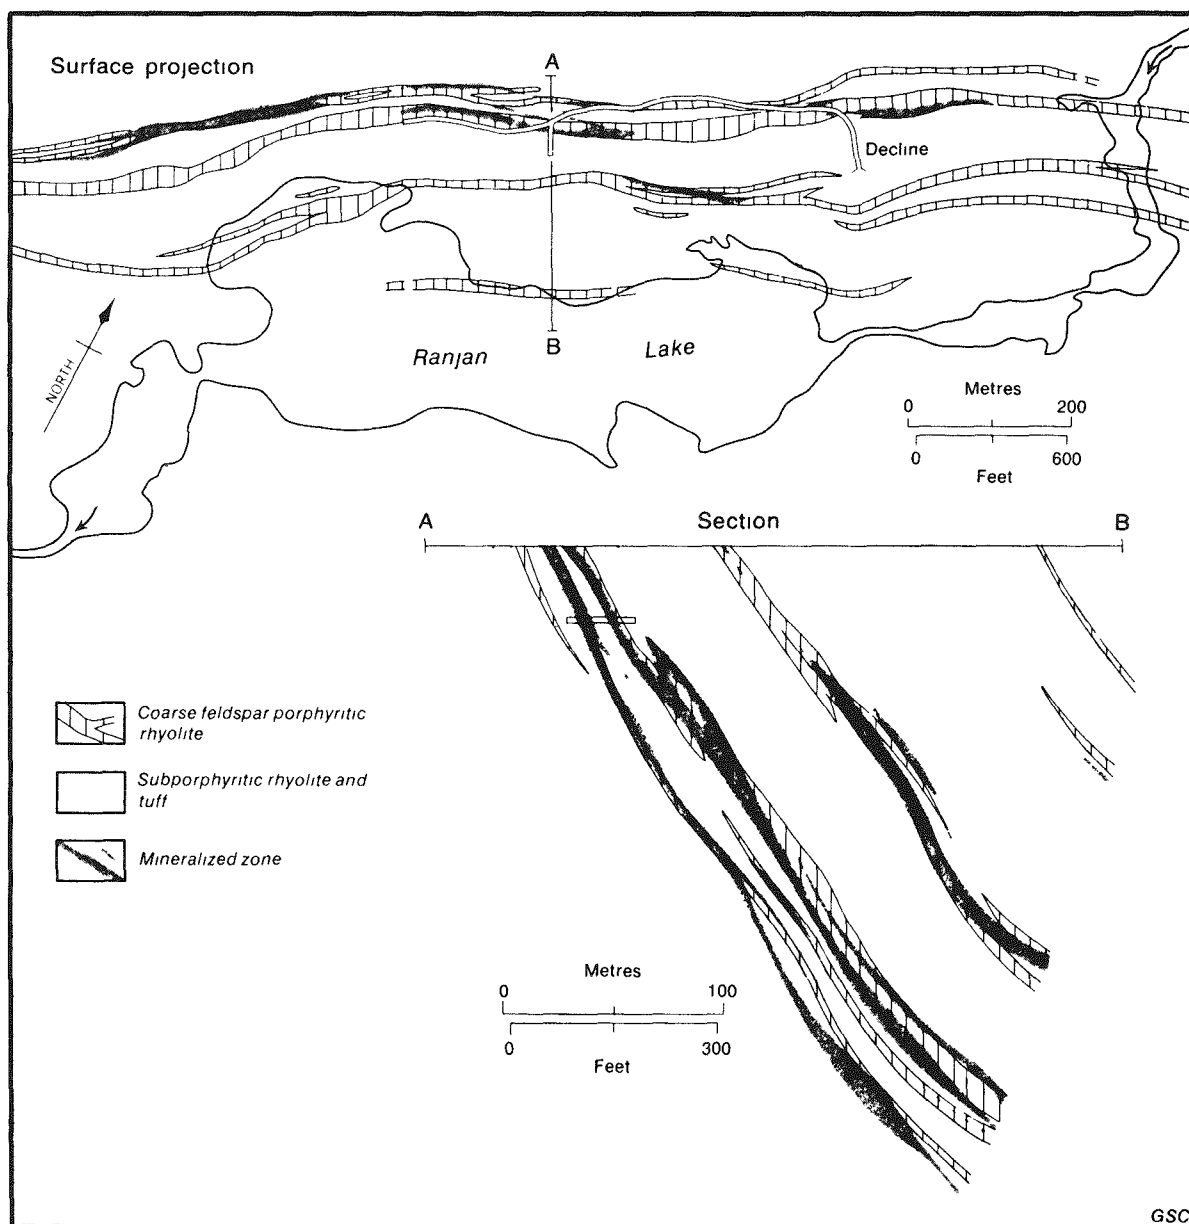 Surface projection
A
Decline
B
Ranjan Lake
NORTH
Metres
0 200
0 600
Feet
A Section B
Coarse feldspar porphyritic
rhyolite
Subporphyritic rhyolite and
tuff
Mineralized zone
Metres
0 100
0 300
Feet
GSC